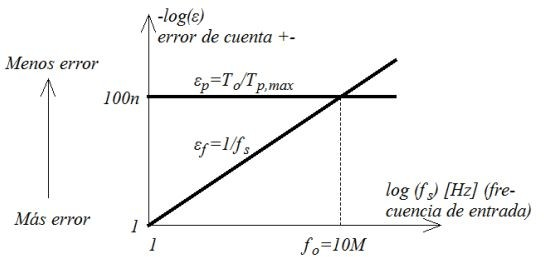 -log(ε)
error de cuenta +-
Menos error
εp=To/Tp,max
100n
εf=1/fs
log (fs) [Hz] (fre-
cuencia de entrada)
Más error
1
1
fo=10M